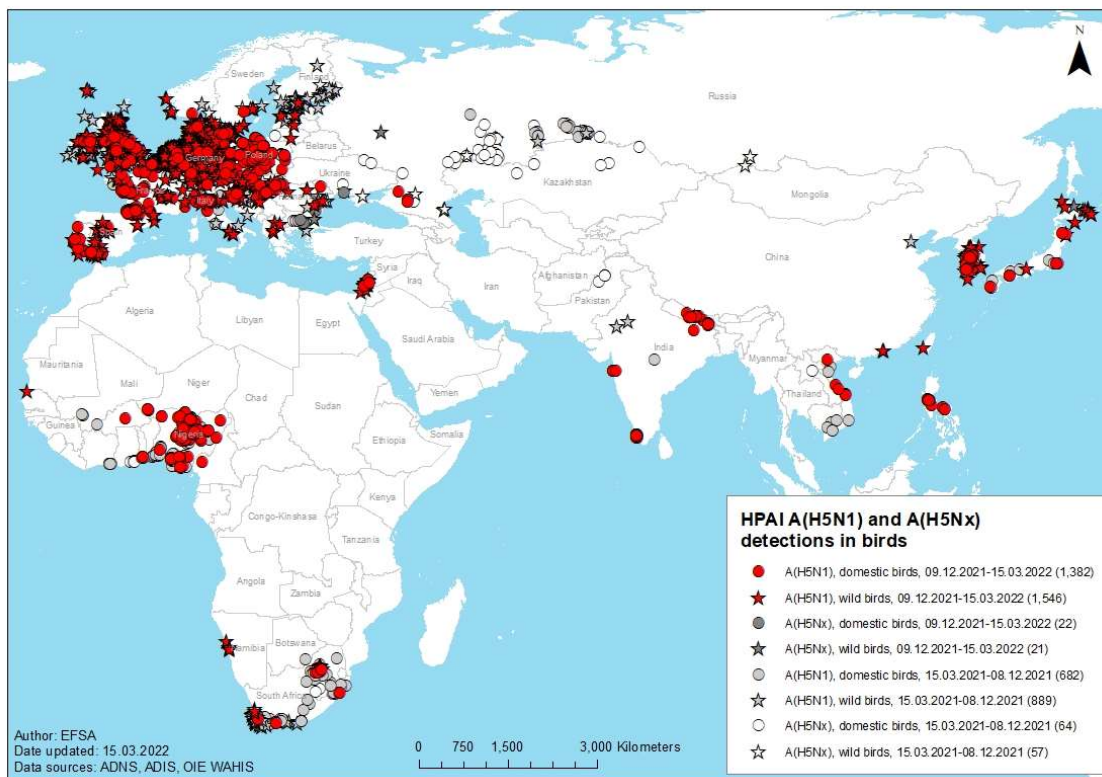 N
Sweden
Finland
Russia
Belarus
Germany
Poland
Ukraine
Kazakhstan
Mongolia
Italy
Turkey
Syria
Iraq
Iran
Afghanistan
Pakistan
China
India
Myanmar
Thailand
Algeria
Libyan
Egypt
Saudi Arabia
Yemen
Mauritania
Mali
Niger
Chad
Sudan
Guinea
Nigeria
Ethiopia
Somalia
Congo-Kinshasa
Kenya
Tanzania
Angola
Zambia
Namibia
Botswana
South Africa
HPAI A(H5N1) and A(H5Nx)
detections in birds
A(H5N1), domestic birds, 09.12.2021-15.03.2022 (1,382)
A(H5N1), wild birds, 09.12.2021-15.03.2022 (1,546)
A(H5Nx), domestic birds, 09.12.2021-15.03.2022 (22)
A(H5Nx), wild birds, 09.12.2021-15.03.2022 (21)
A(H5N1), domestic birds, 15.03.2021-08.12.2021 (682)
A(H5N1), wild birds, 15.03.2021-08.12.2021 (889)
A(H5Nx), domestic birds, 15.03.2021-08.12.2021 (64)
A(H5Nx), wild birds, 15.03.2021-08.12.2021 (57)
Author: EFSA
Date updated: 15.03.2022
Data sources: ADNS, ADIS, OIE WAHIS
0 750 1,500 3,000 Kilometers